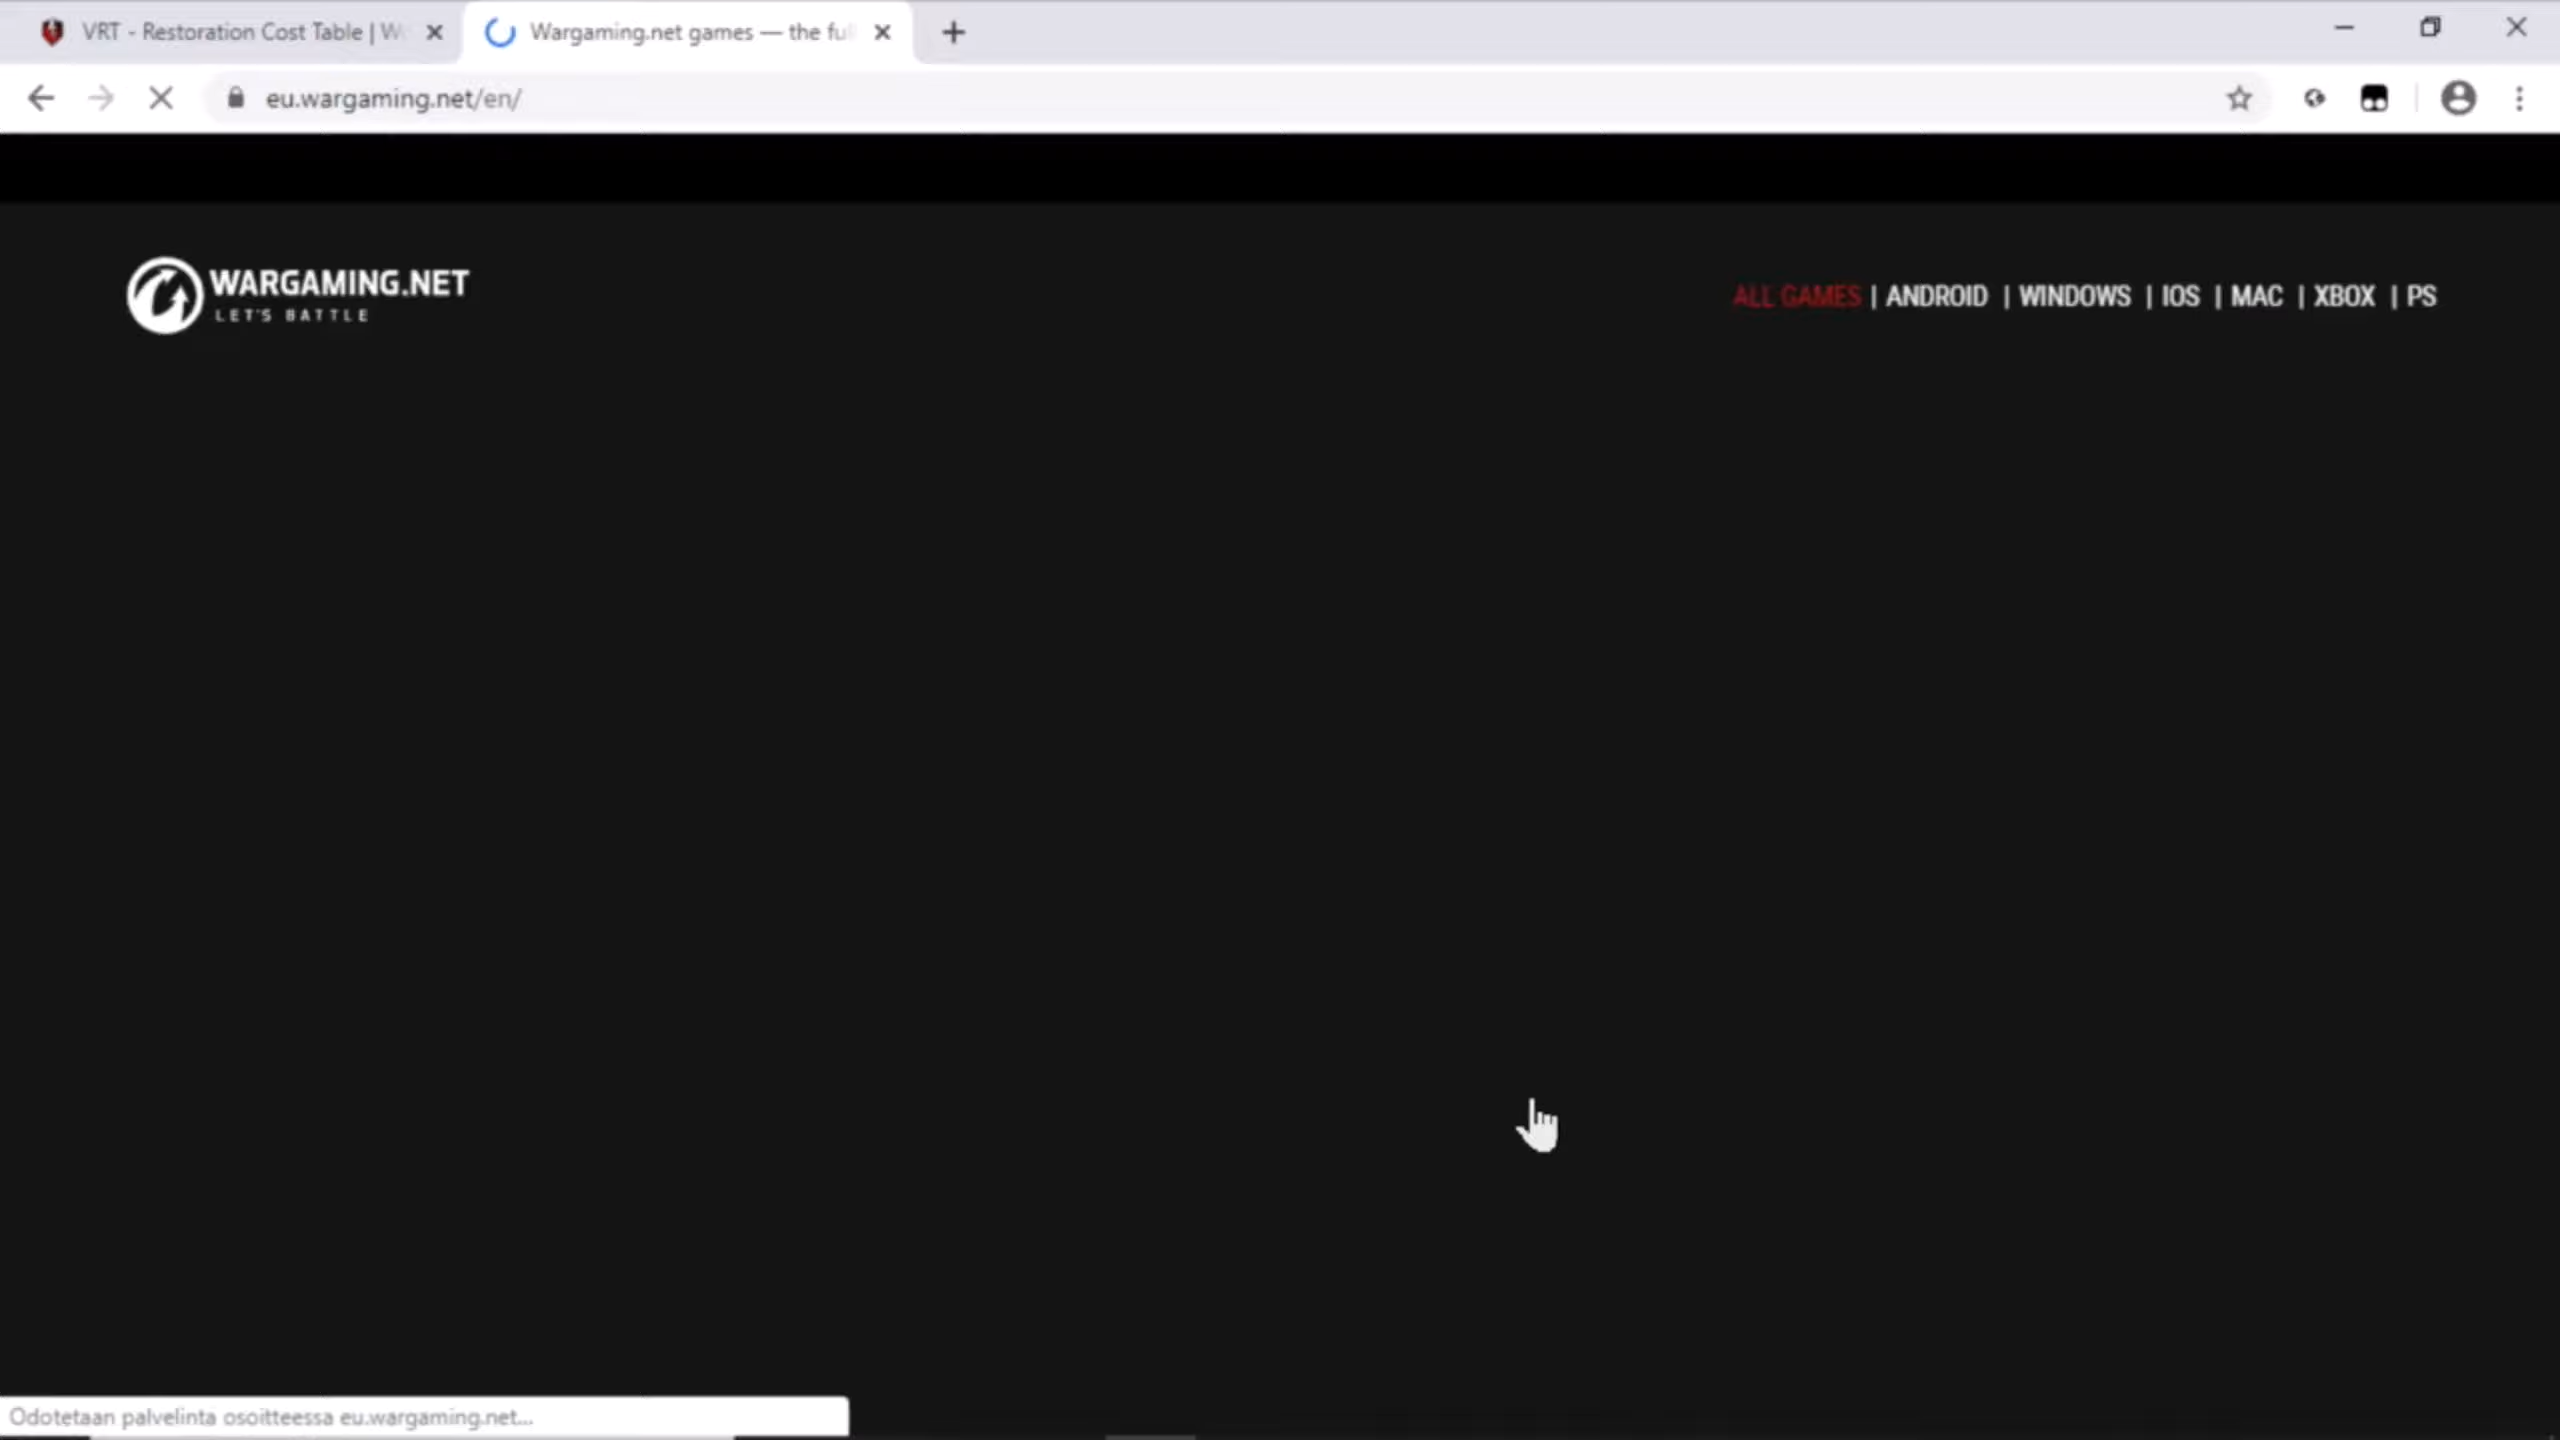 VRT - Restoration Cost Table | W
Wargaming.net games — the ful
eu.wargaming.net/en/
WARGAMING.NET
LET'S BATTLE
ALL GAMES | ANDROID | WINDOWS | IOS | MAC | XBOX | PS
Odotetaan palvelinta osoitteessa eu.wargaming.net...